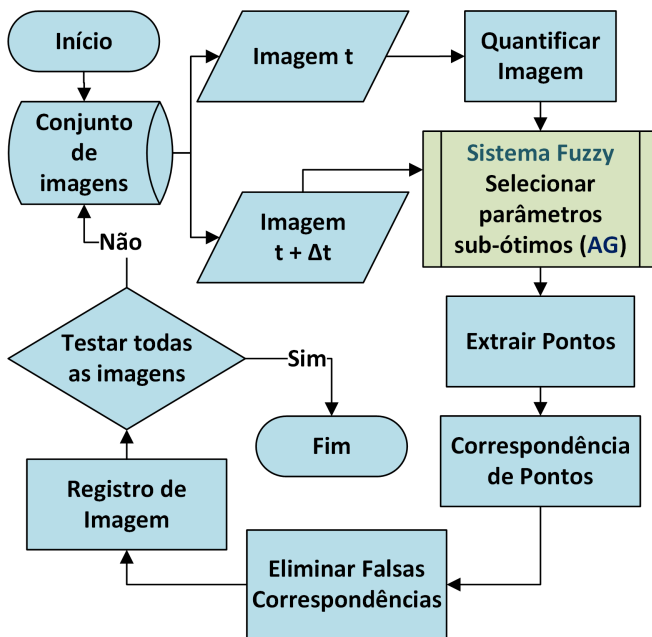 Início
Conjunto
de
imagens
Imagem t
Quantificar
Imagem
Imagem
t + Δt
Sistema Fuzzy
Selecionar
parâmetros
sub-ótimos (AG)
Extrair Pontos
Correspondência
de Pontos
Eliminar Falsas
Correspondências
Registro de
Imagem
Testar todas
as imagens
Não
Sim
Fim